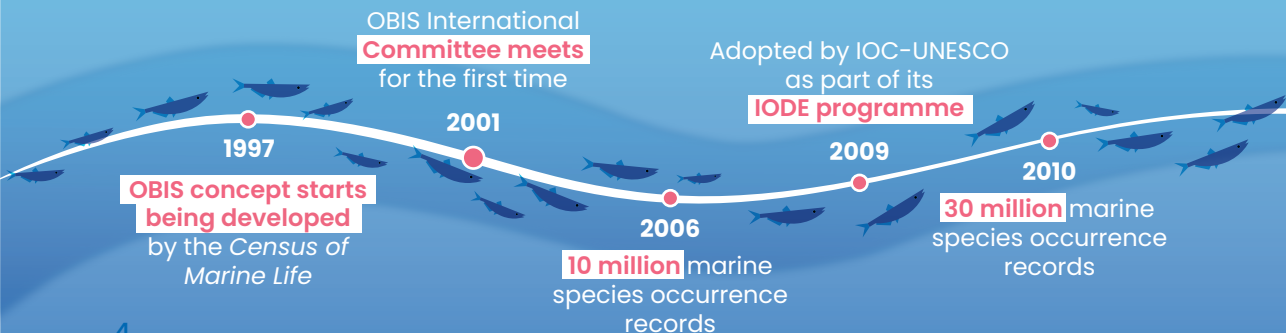 1997
OBIS concept starts
being developed
by the Census of
Marine Life
OBIS International
Committee meets
for the first time
2001
2006
10 million marine
species occurrence
records
Adopted by IOC-UNESCO
as part of its
IODE programme
2009
2010
30 million marine
species occurrence
records
4